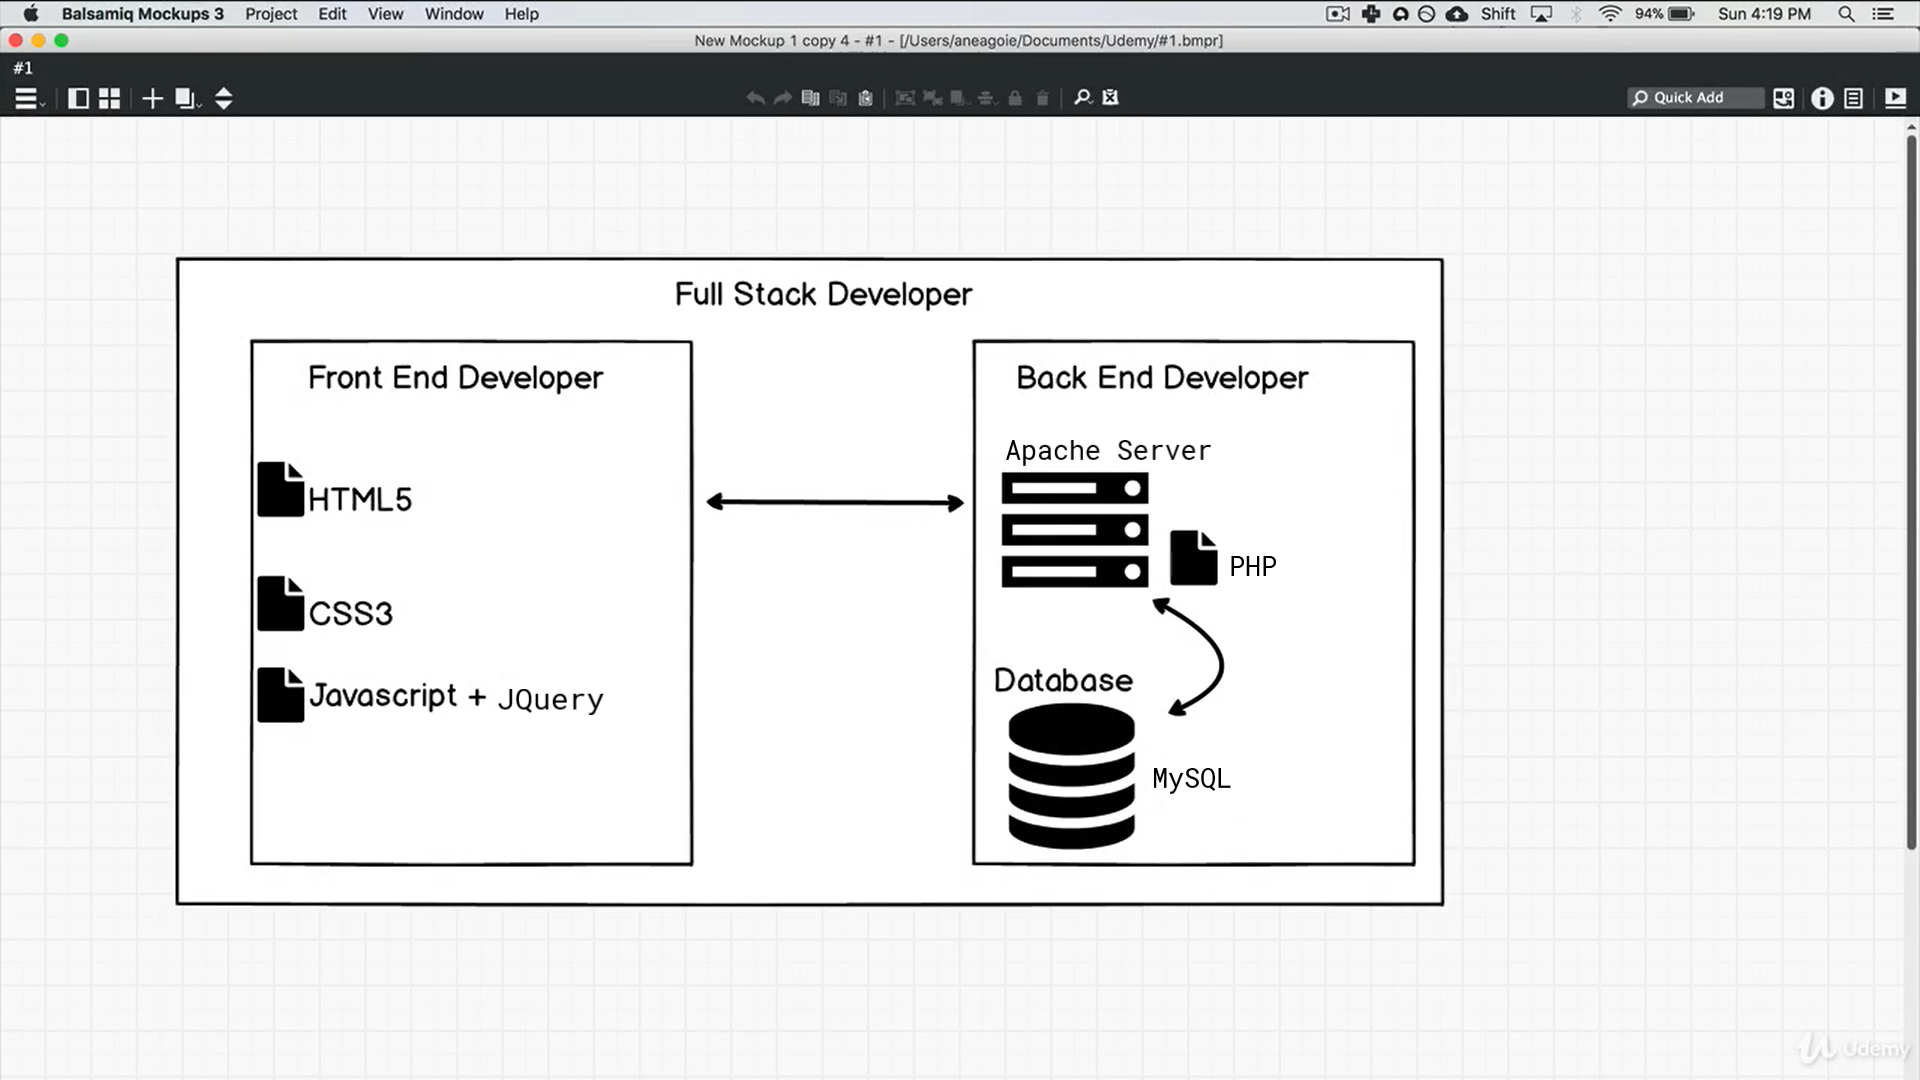 Balsamiq Mockups 3 Project Edit View Window Help Shift 94% Sun 4:19 PM
New Mockup 1 copy 4 - #1 - [/Users/aneagoie/Documents/Udemy/#1.bmpr]
#1
Quick Add
Full Stack Developer
Front End Developer
HTML5
CSS3
Javascript + JQuery
Back End Developer
Apache Server
PHP
Database
MySQL
Udemy